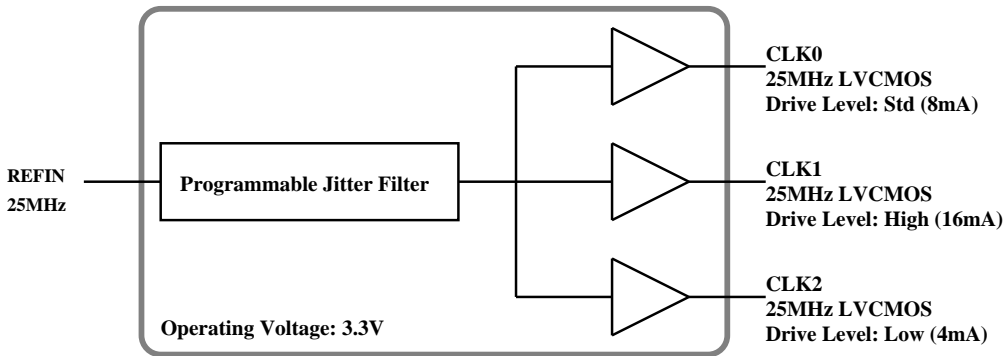 CLK0
25MHz LVCMOS
Drive Level: Std (8mA)
REFIN
25MHz
Programmable Jitter Filter
CLK1
25MHz LVCMOS
Drive Level: High (16mA)
CLK2
25MHz LVCMOS
Drive Level: Low (4mA)
Operating Voltage: 3.3V